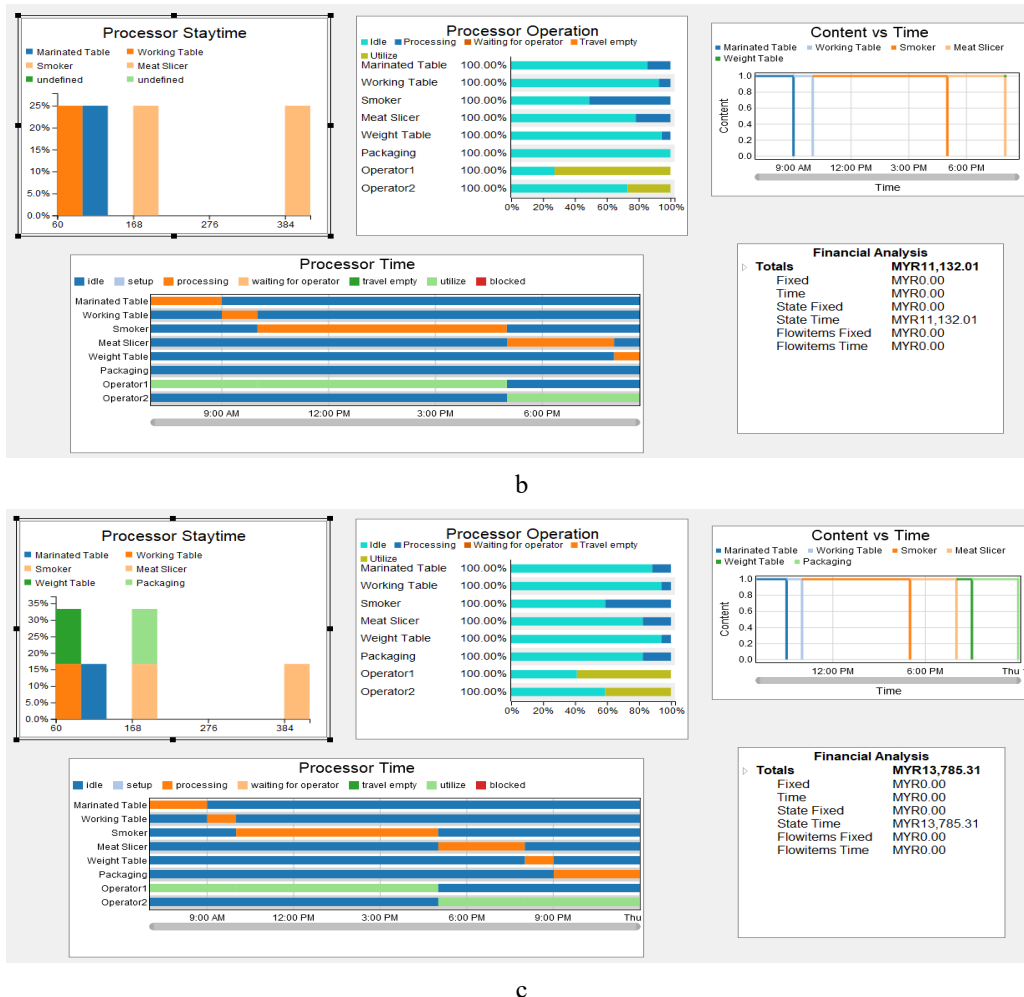 Processor Staytime
Marinated Table Working Table
Smoker Meat Slicer
undefined undefined
25%
20%
15%
10%
5.0%
0.0%
60 168 276 384
Processor Operation
Idle Processing Waiting for operator Travel empty
Utilize
Marinated Table 100.00%
Working Table 100.00%
Smoker 100.00%
Meat Slicer 100.00%
Weight Table 100.00%
Packaging 100.00%
Operator1 100.00%
Operator2 100.00%
0% 20% 40% 60% 80% 100%
Content vs Time
Marinated Table Working Table Smoker Meat Slicer
Weight Table
Content
1.0
0.8
0.6
0.4
0.2
0.0
9:00 AM 12:00 PM 3:00 PM 6:00 PM
Time
Processor Time
idle setup processing waiting for operator travel empty utilize blocked
Marinated Table
Working Table
Smoker
Meat Slicer
Weight Table
Packaging
Operator1
Operator2
9:00 AM 12:00 PM 3:00 PM 6:00 PM
Financial Analysis
Totals MYR11,132.01
Fixed MYR0.00
Time MYR0.00
State Fixed MYR0.00
State Time MYR11,132.01
Flowitems Fixed MYR0.00
Flowitems Time MYR0.00
b
Processor Staytime
Marinated Table Working Table
Smoker Meat Slicer
Weight Table Packaging
35%
30%
25%
20%
15%
10%
5.0%
0.0%
60 168 276 384
Processor Operation
Idle Processing Waiting for operator Travel empty
Utilize
Marinated Table 100.00%
Working Table 100.00%
Smoker 100.00%
Meat Slicer 100.00%
Weight Table 100.00%
Packaging 100.00%
Operator1 100.00%
Operator2 100.00%
0% 20% 40% 60% 80% 100%
Content vs Time
Marinated Table Working Table Smoker Meat Slicer
Weight Table Packaging
Content
1.0
0.8
0.6
0.4
0.2
0.0
12:00 PM 6:00 PM Thu
Time
Processor Time
idle setup processing waiting for operator travel empty utilize blocked
Marinated Table
Working Table
Smoker
Meat Slicer
Weight Table
Packaging
Operator1
Operator2
9:00 AM 12:00 PM 3:00 PM 6:00 PM 9:00 PM Thu
Financial Analysis
Totals MYR13,785.31
Fixed MYR0.00
Time MYR0.00
State Fixed MYR0.00
State Time MYR13,785.31
Flowitems Fixed MYR0.00
Flowitems Time MYR0.00
c